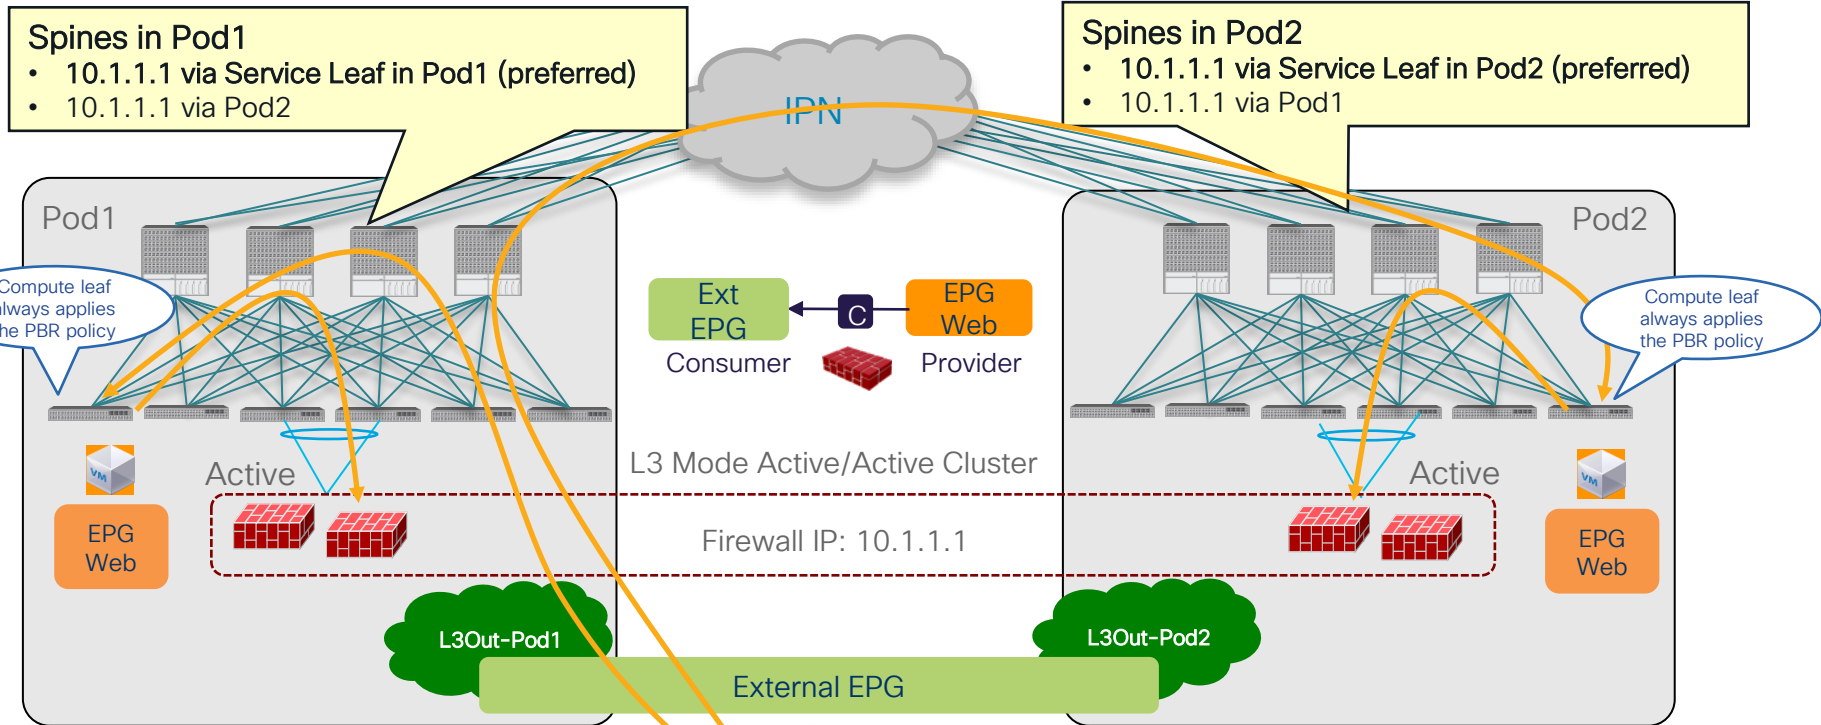 Spines in Pod1
• 10.1.1.1 via Service Leaf in Pod1 (preferred)
• 10.1.1.1 via Pod2
Spines in Pod2
• 10.1.1.1 via Service Leaf in Pod2 (preferred)
• 10.1.1.1 via Pod1
IPN
Pod1
Pod2
Compute leaf
always applies
the PBR policy
Ext
EPG
C
EPG
Web
Consumer
Provider
Compute leaf
always applies
the PBR policy
L3 Mode Active/Active Cluster
Active
Active
VM
VM
EPG
Web
Firewall IP: 10.1.1.1
EPG
Web
L3Out-Pod1
L3Out-Pod2
External EPG